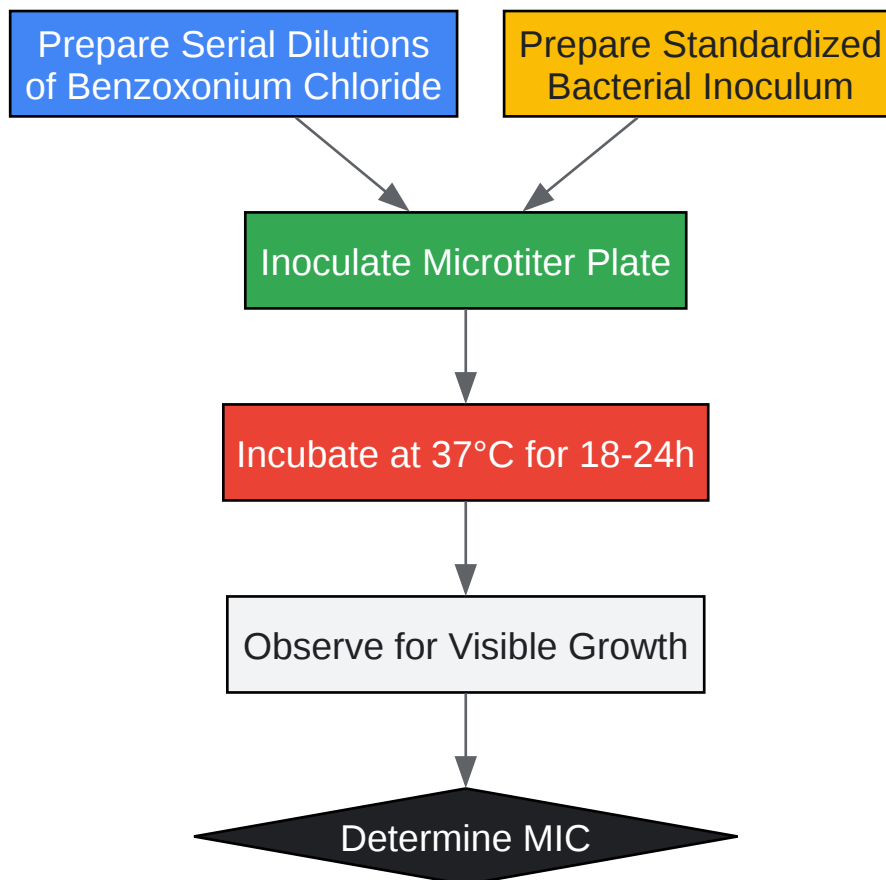 Prepare Serial Dilutions
of Benzoxonium Chloride
Prepare Standardized
Bacterial Inoculum
Inoculate Microtiter Plate
Incubate at 37°C for 18-24h
Observe for Visible Growth
Determine MIC